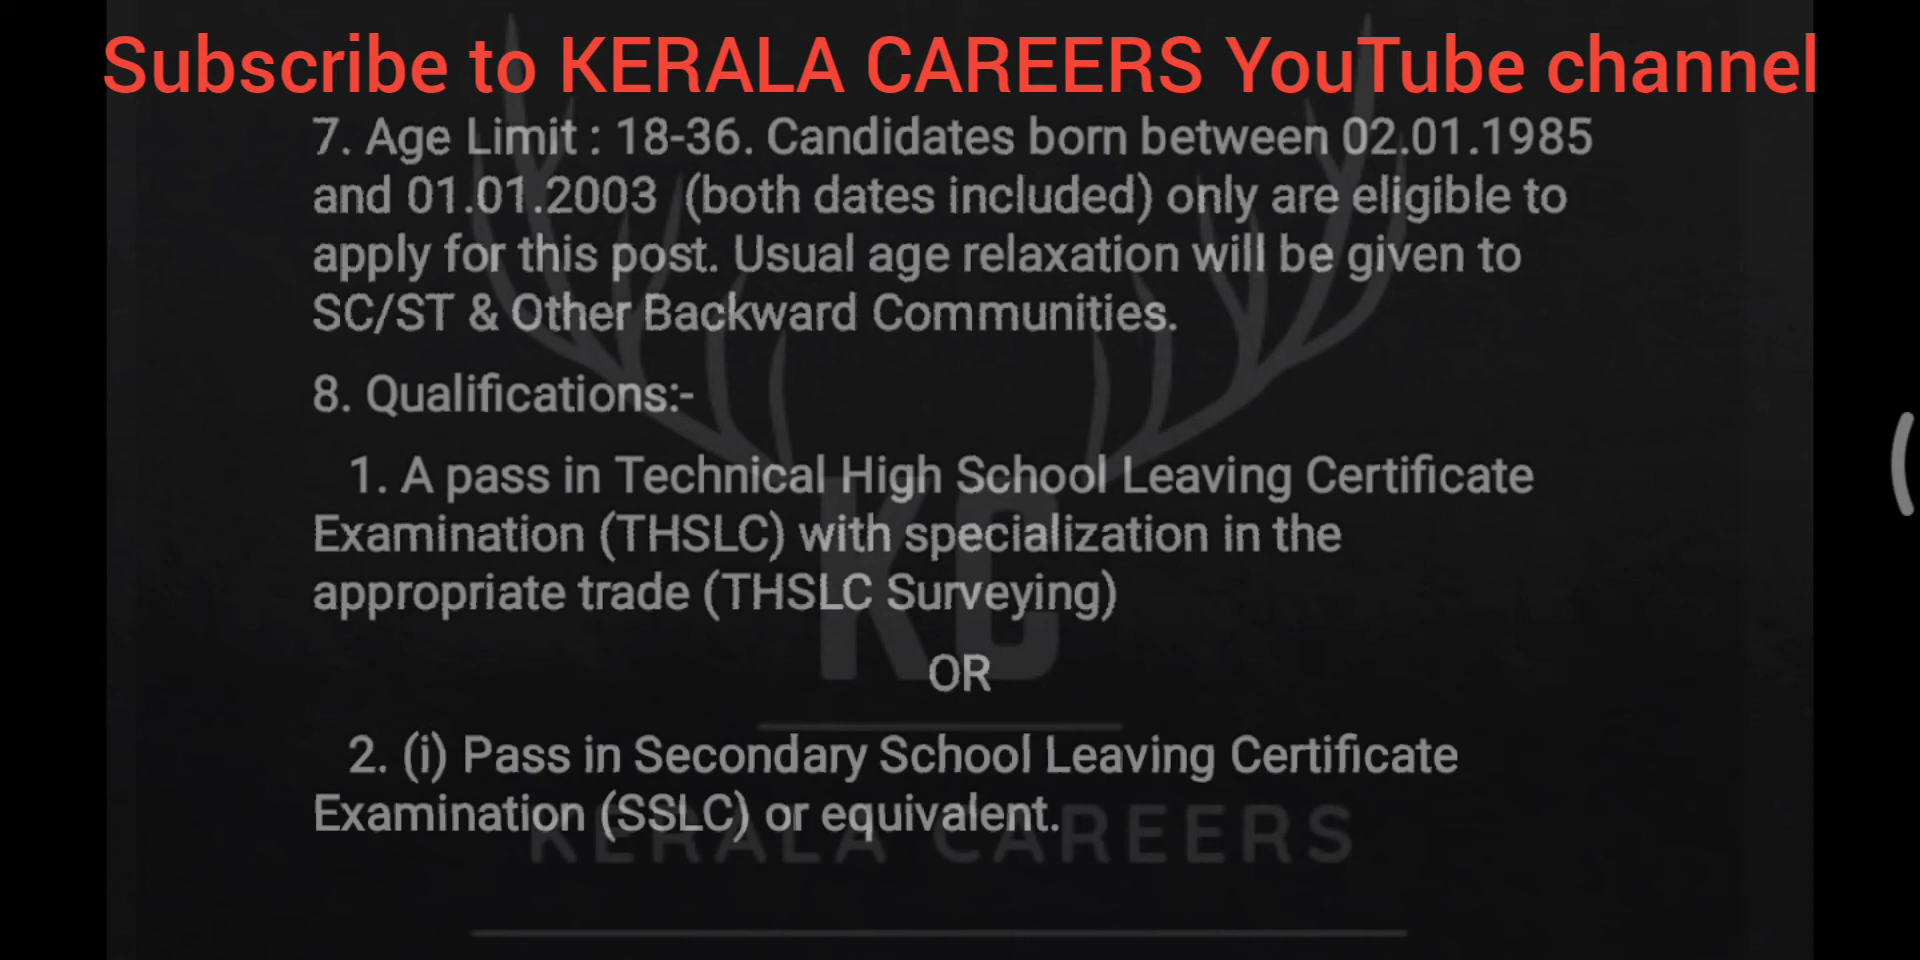 Subscribe to KERALA CAREERS YouTube channel
7. Age Limit : 18-36. Candidates born between 02.01.1985
and 01.01.2003 (both dates included) only are eligible to
apply for this post. Usual age relaxation will be given to
SC/ST & Other Backward Communities.
8. Qualifications:-
1. A pass in Technical High School Leaving Certificate
Examination (THSLC) with specialization in the
appropriate trade (THSLC Surveying)
KC
OR
2. (i) Pass in Secondary School Leaving Certificate
Examination (SSLC) or equivalent.
KERALA CAREERS